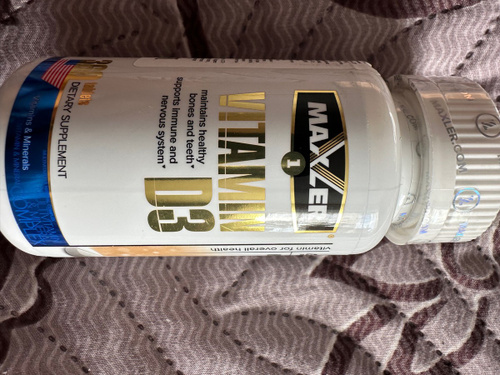 MAXLER
1
VITAMIN
D3
maintains healthy
bones and teeth*
supports immune and
nervous system*
DIETARY SUPPLEMENT
Vitamins & Minerals
vitamin for overall health
MAXLER.COM